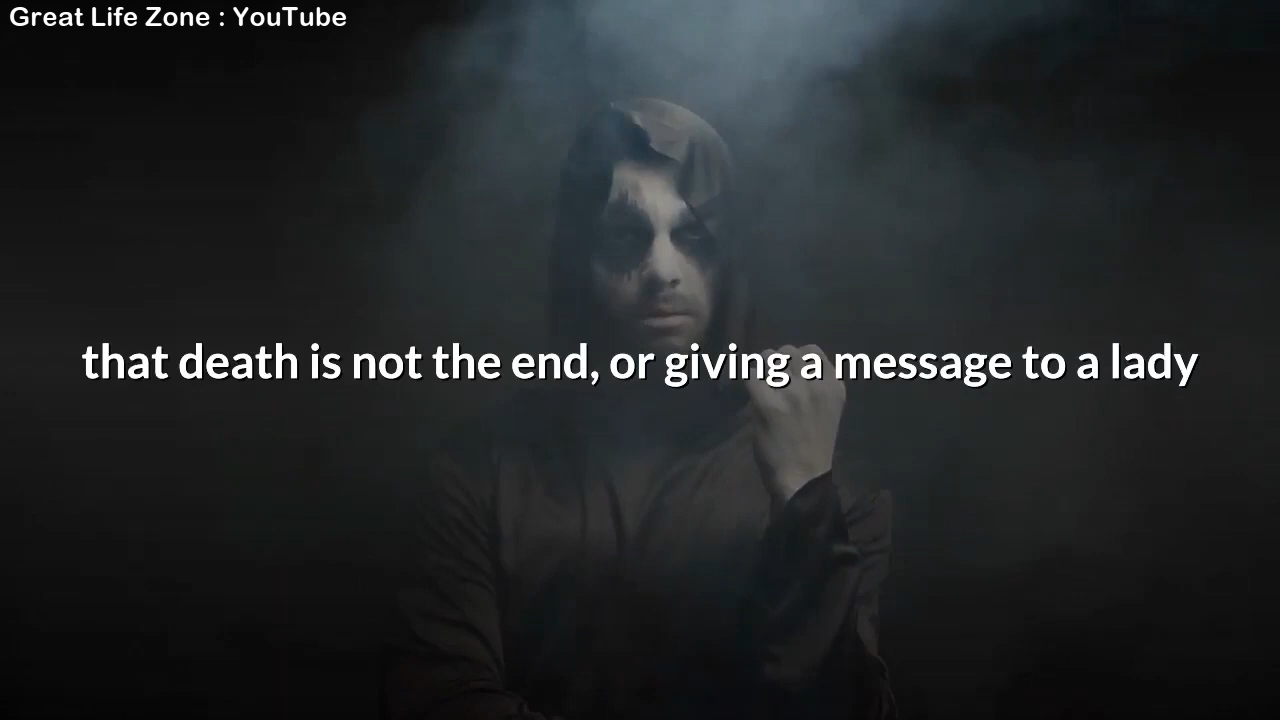 Great Life Zone : YouTube
that death is not the end, or giving a message to a lady